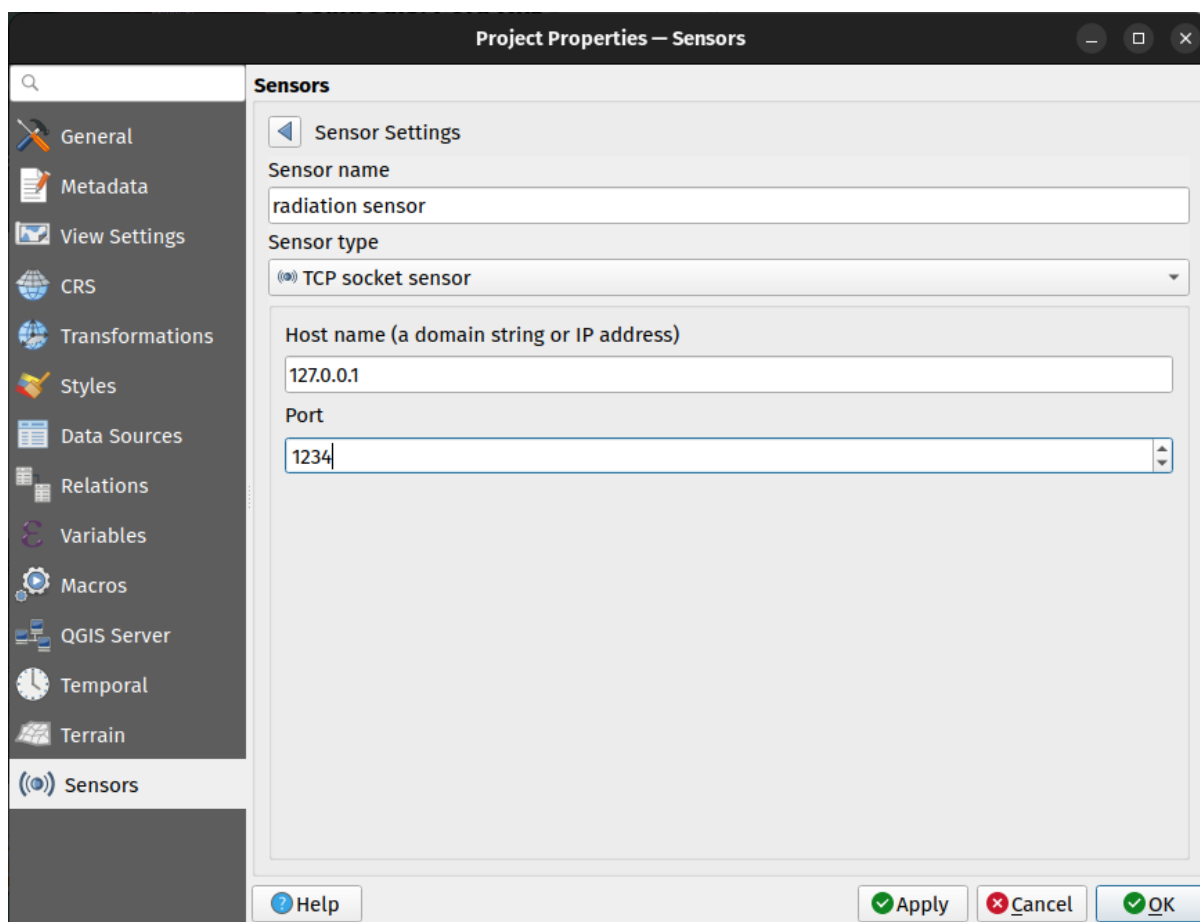 Project Properties — Sensors
General
Metadata
View Settings
CRS
Transformations
Styles
Data Sources
Relations
Variables
Macros
QGIS Server
Temporal
Terrain
Sensors
Sensors
Sensor Settings
Sensor name
radiation sensor
Sensor type
TCP socket sensor
Host name (a domain string or IP address)
127.0.0.1
Port
1234
Help
Apply
Cancel
OK